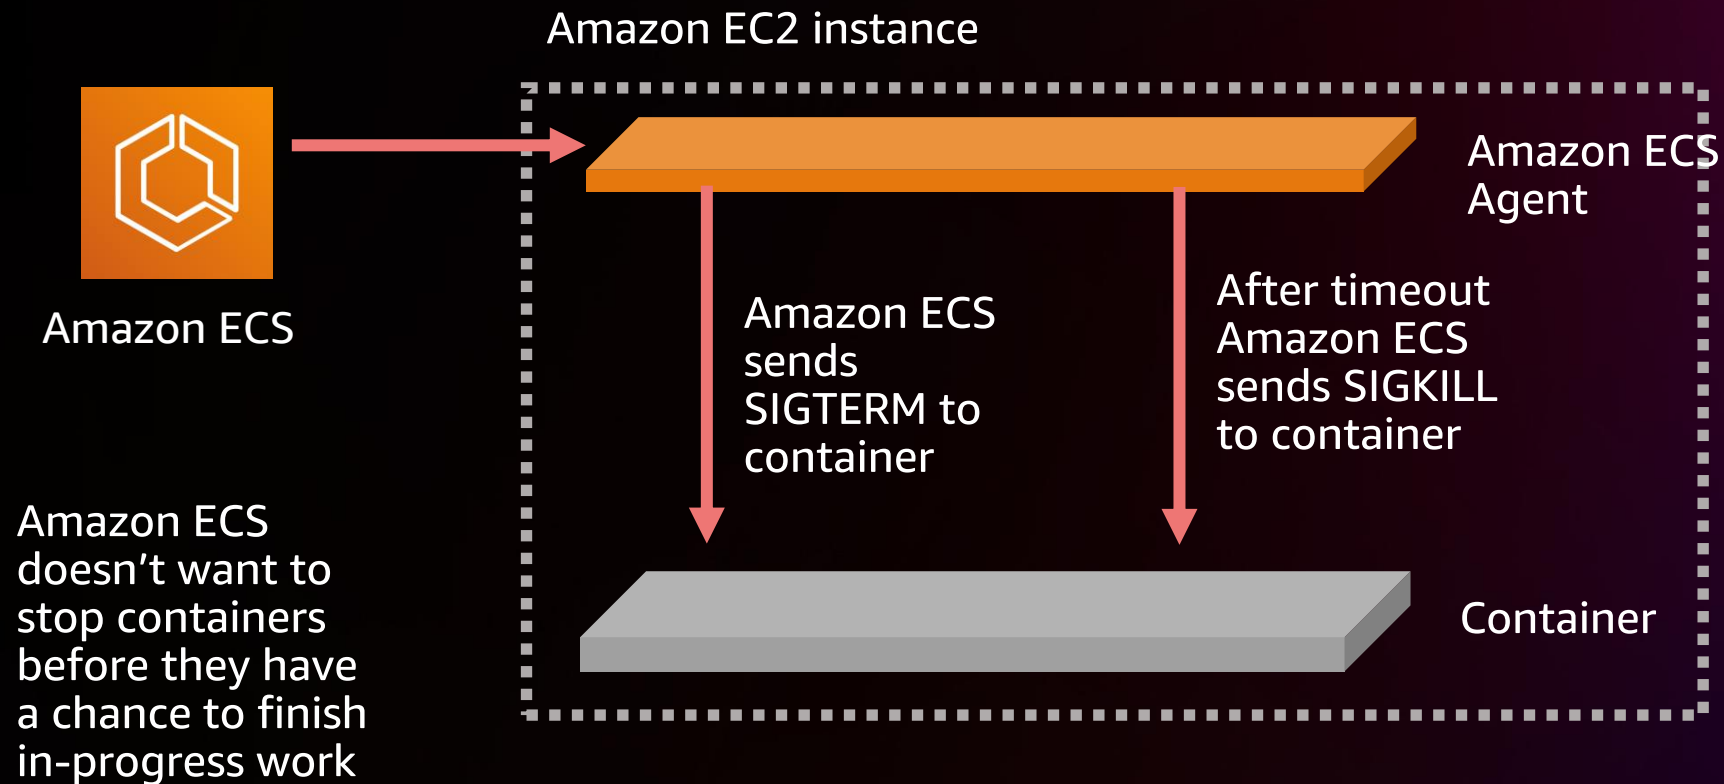 Amazon EC2 instance
Amazon ECS
Agent
Amazon ECS
Amazon ECS
sends
SIGTERM to
container
After timeout
Amazon ECS
sends SIGKILL
to container
Amazon ECS
doesn't want to
stop containers
before they have
a chance to finish
in-progress work
Container